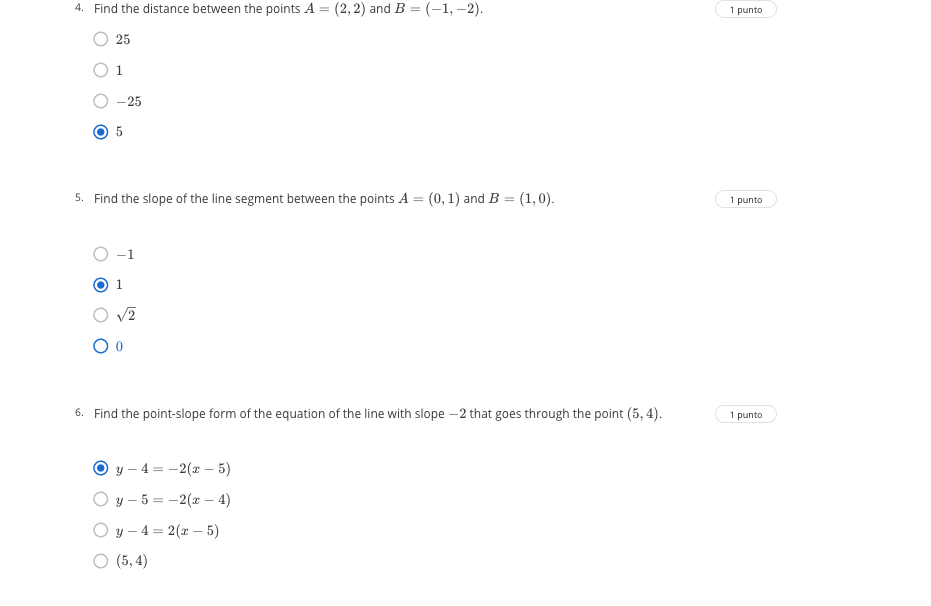 4. Find the distance between the points A = (2, 2) and B = (−1, −2).
1 punto
25
1
−25
5
5. Find the slope of the line segment between the points A = (0, 1) and B = (1, 0).
1 punto
−1
1
√2
0
6. Find the point-slope form of the equation of the line with slope −2 that goes through the point (5, 4).
1 punto
y − 4 = −2(x − 5)
y − 5 = −2(x − 4)
y − 4 = 2(x − 5)
(5, 4)